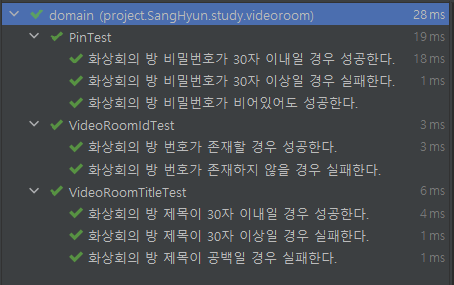 domain (project.SangHyun.study.videoroom) 28 ms
PinTest 19 ms
화상회의 방 비밀번호가 30자 이내일 경우 성공한다. 18 ms
화상회의 방 비밀번호가 30자 이상일 경우 실패한다. 1 ms
화상회의 방 비밀번호가 비어있어도 성공한다.
VideoRoomIdTest 3 ms
화상회의 방 번호가 존재할 경우 성공한다. 3 ms
화상회의 방 번호가 존재하지 않을 경우 실패한다.
VideoRoomTitleTest 6 ms
화상회의 방 제목이 30자 이내일 경우 성공한다. 4 ms
화상회의 방 제목이 30자 이상일 경우 실패한다. 1 ms
화상회의 방 제목이 공백일 경우 실패한다. 1 ms